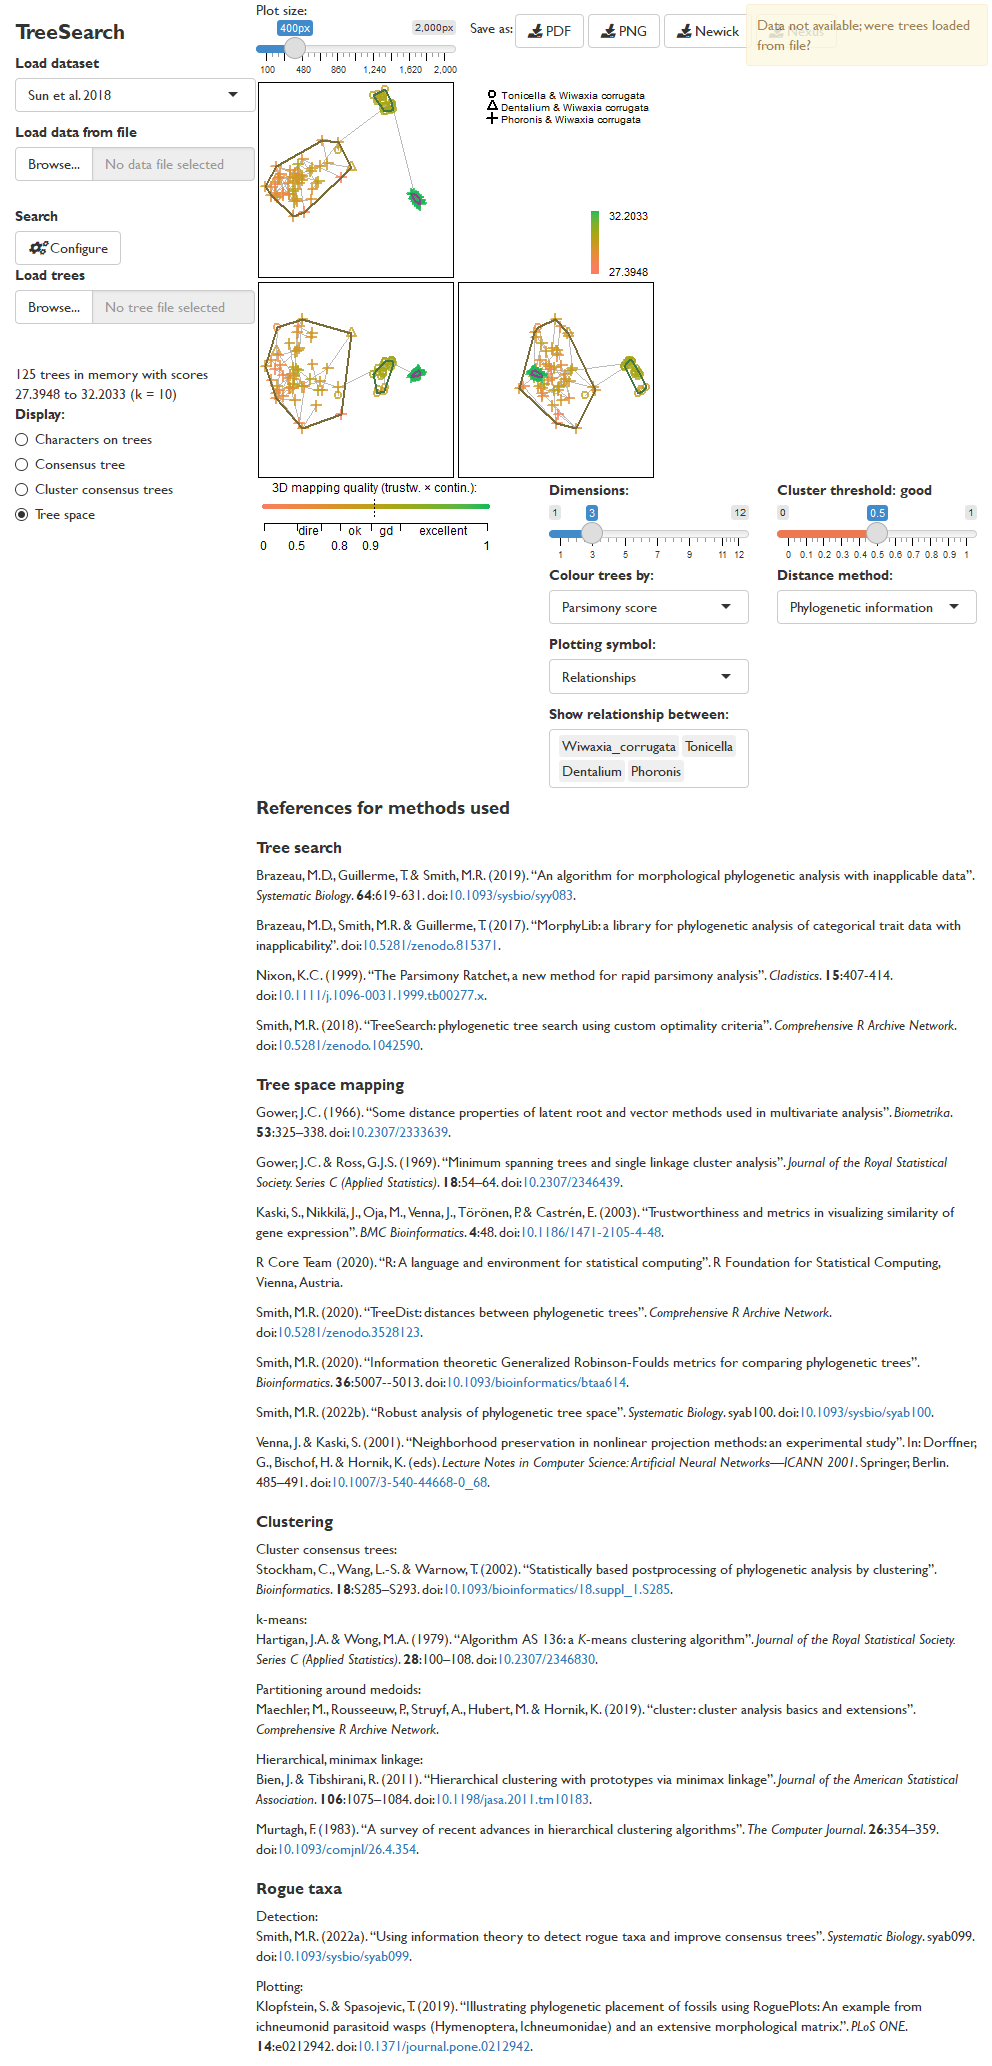 TreeSearch
Load dataset
Sun et al. 2018
Load data from file
Browse... No data file selected
Search
Configure
Load trees
Browse... No tree file selected
125 trees in memory with scores
27.3948 to 32.2033 (k = 10)
Display:
Characters on trees
Consensus tree
Cluster consensus trees
Tree space
Plot size:
400px 2,000px
100 480 860 1,240 1,620 2,000
Save as: PDF PNG Newick Nexus
Data not available; were trees loaded
from file?
Tonicella & Wiwaxia corrugata
Dentalium & Wiwaxia corrugata
Phoronis & Wiwaxia corrugata
32.2033
27.3948
3D mapping quality (trustw. × contin.):
dire ok gd excellent
0 0.5 0.8 0.9 1
Dimensions:
1 3 12
1 3 5 7 9 11 12
Cluster threshold: good
0 0.5 1
0 0.1 0.2 0.3 0.4 0.5 0.6 0.7 0.8 0.9 1
Colour trees by:
Parsimony score
Distance method:
Phylogenetic information
Plotting symbol:
Relationships
Show relationship between:
Wiwaxia_corrugata Tonicella
Dentalium Phoronis
References for methods used
Tree search
Brazeau, M.D., Guillerme, T. & Smith, M.R. (2019). “An algorithm for morphological phylogenetic analysis with inapplicable data”.
Systematic Biology. 64:619-631. doi:10.1093/sysbio/syy083.
Brazeau, M.D., Smith, M.R. & Guillerme, T. (2017). “MorphyLib: a library for phylogenetic analysis of categorical trait data with
inapplicability.”. doi:10.5281/zenodo.815371.
Nixon, K.C. (1999). “The Parsimony Ratchet, a new method for rapid parsimony analysis”. Cladistics. 15:407-414.
doi:10.1111/j.1096-0031.1999.tb00277.x.
Smith, M.R. (2018). “TreeSearch: phylogenetic tree search using custom optimality criteria”. Comprehensive R Archive Network.
doi:10.5281/zenodo.1042590.
Tree space mapping
Gower, J.C. (1966). “Some distance properties of latent root and vector methods used in multivariate analysis”. Biometrika.
53:325–338. doi:10.2307/2333639.
Gower, J.C. & Ross, G.J.S. (1969). “Minimum spanning trees and single linkage cluster analysis”. Journal of the Royal Statistical
Society. Series C (Applied Statistics). 18:54–64. doi:10.2307/2346439.
Kaski, S., Nikkilä, J., Oja, M., Venna, J., Törönen, P. & Castrén, E. (2003). “Trustworthiness and metrics in visualizing similarity of
gene expression”. BMC Bioinformatics. 4:48. doi:10.1186/1471-2105-4-48.
R Core Team (2020). “R: A language and environment for statistical computing”. R Foundation for Statistical Computing,
Vienna, Austria.
Smith, M.R. (2020). “TreeDist: distances between phylogenetic trees”. Comprehensive R Archive Network.
doi:10.5281/zenodo.3528123.
Smith, M.R. (2020). “Information theoretic Generalized Robinson-Foulds metrics for comparing phylogenetic trees”.
Bioinformatics. 36:5007--5013. doi:10.1093/bioinformatics/btaa614.
Smith, M.R. (2022b). “Robust analysis of phylogenetic tree space”. Systematic Biology. syab100. doi:10.1093/sysbio/syab100.
Venna, J. & Kaski, S. (2001). “Neighborhood preservation in nonlinear projection methods: an experimental study”. In: Dorffner,
G., Bischof, H. & Hornik, K. (eds). Lecture Notes in Computer Science: Artificial Neural Networks—ICANN 2001. Springer, Berlin.
485–491. doi:10.1007/3-540-44668-0_68.
Clustering
Cluster consensus trees:
Stockham, C., Wang, L.-S. & Warnow, T. (2002). “Statistically based postprocessing of phylogenetic analysis by clustering”.
Bioinformatics. 18:S285–S293. doi:10.1093/bioinformatics/18.suppl_1.S285.
k-means:
Hartigan, J.A. & Wong, M.A. (1979). “Algorithm AS 136: a K-means clustering algorithm”. Journal of the Royal Statistical Society.
Series C (Applied Statistics). 28:100–108. doi:10.2307/2346830.
Partitioning around medoids:
Maechler, M., Rousseeuw, P., Struyf, A., Hubert, M. & Hornik, K. (2019). “cluster: cluster analysis basics and extensions”.
Comprehensive R Archive Network.
Hierarchical, minimax linkage:
Bien, J. & Tibshirani, R. (2011). “Hierarchical clustering with prototypes via minimax linkage”. Journal of the American Statistical
Association. 106:1075–1084. doi:10.1198/jasa.2011.tm10183.
Murtagh, F. (1983). “A survey of recent advances in hierarchical clustering algorithms”. The Computer Journal. 26:354–359.
doi:10.1093/comjnl/26.4.354.
Rogue taxa
Detection:
Smith, M.R. (2022a). “Using information theory to detect rogue taxa and improve consensus trees”. Systematic Biology. syab099.
doi:10.1093/sysbio/syab099.
Plotting:
Klopfstein, S. & Spasojevic, T. (2019). “Illustrating phylogenetic placement of fossils using RoguePlots: An example from
ichneumonid parasitoid wasps (Hymenoptera, Ichneumonidae) and an extensive morphological matrix.”. PLoS ONE.
14:e0212942. doi:10.1371/journal.pone.0212942.